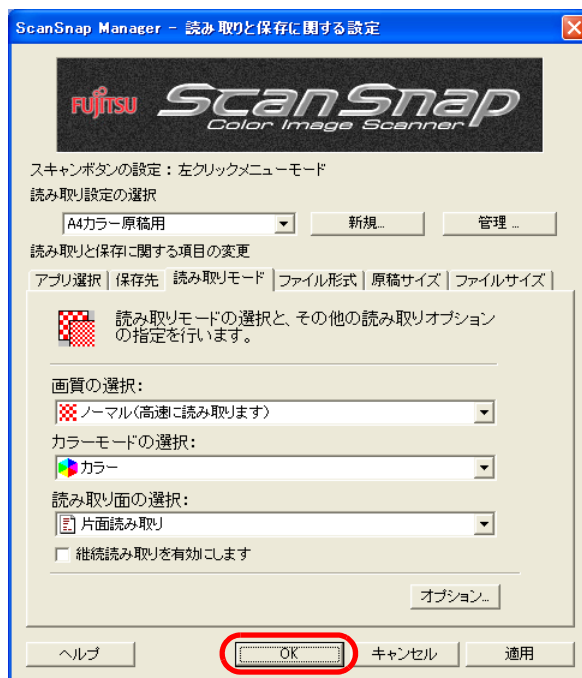 ScanSnap Manager - 読み取りと保存に関する設定
FUJITSU ScanSnap
Color Image Scanner
スキャンボタンの設定：左クリックメニューモード
読み取り設定の選択
A4カラー原稿用 新規... 管理 ...
読み取りと保存に関する項目の変更
アプリ選択 保存先 読み取りモード ファイル形式 原稿サイズ ファイルサイズ
読み取りモードの選択と、その他の読み取りオプション
の指定を行います。
画質の選択：
ノーマル(高速に読み取ります)
カラーモードの選択：
カラー
読み取り面の選択：
片面読み取り
継続読み取りを有効にします
オプション...
ヘルプ OK キャンセル 適用